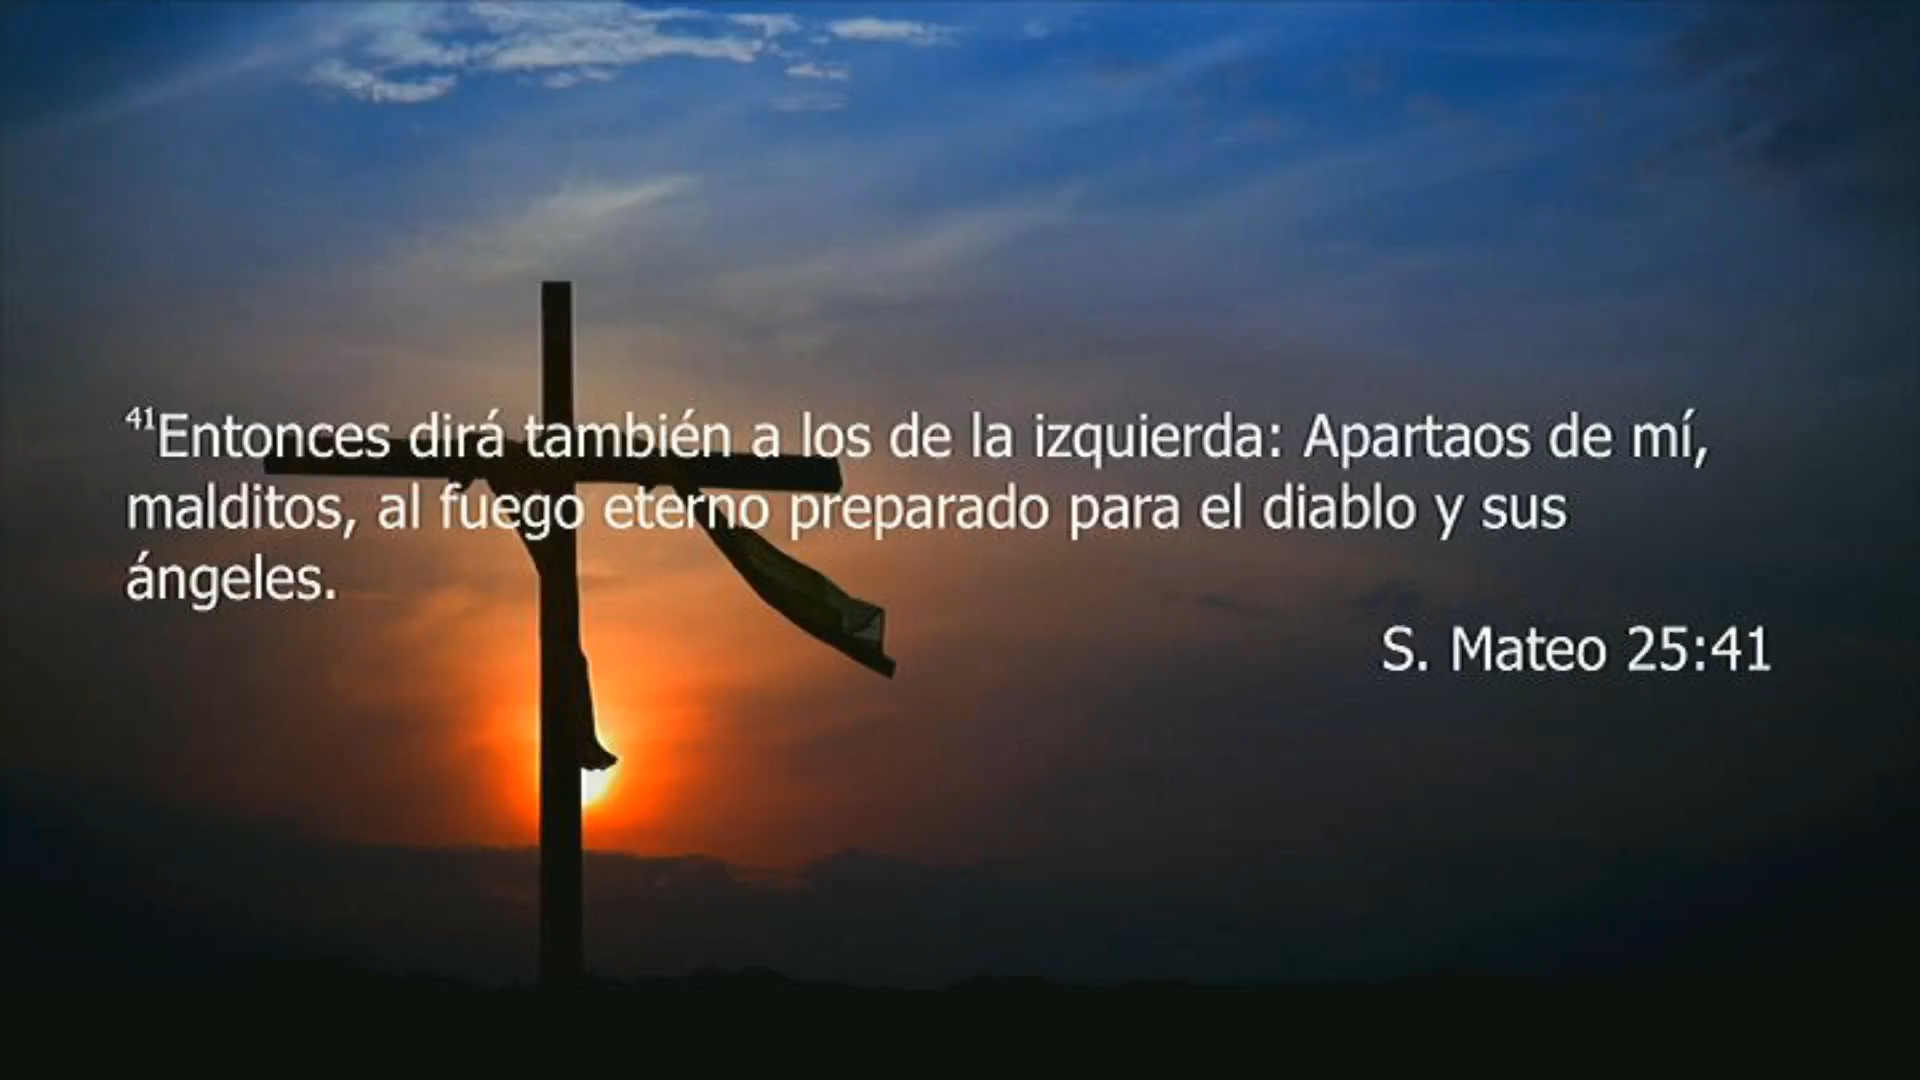 41Entonces dirá también a los de la izquierda: Apartaos de mí,
malditos, al fuego eterno preparado para el diablo y sus
ángeles.
S. Mateo 25:41